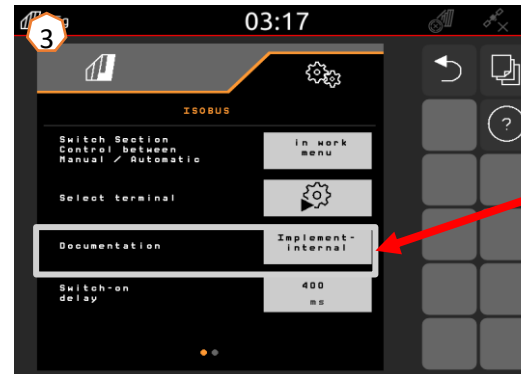 03:17
3
ISOBUS
Switch Section
Control between
Manual / Automatic
in work
menu
Select terminal
Documentation
Implement-
internal
Switch-on
delay
400
ms
?